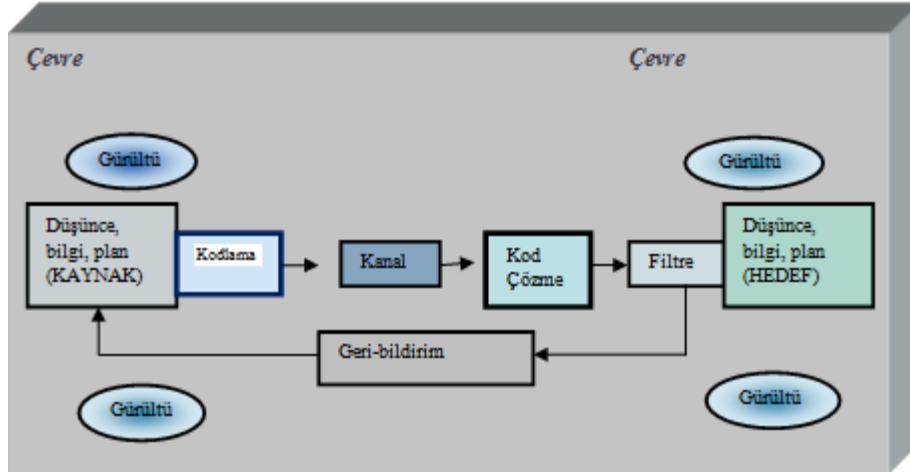 Çevre
Çevre
Gürültü
Gürültü
Düşünce,
bilgi, plan
(KAYNAK)
Kodlama
Kanal
Kod
Çözme
Filtre
Düşünce,
bilgi, plan
(HEDEF)
Geri-bildirim
Gürültü
Gürültü